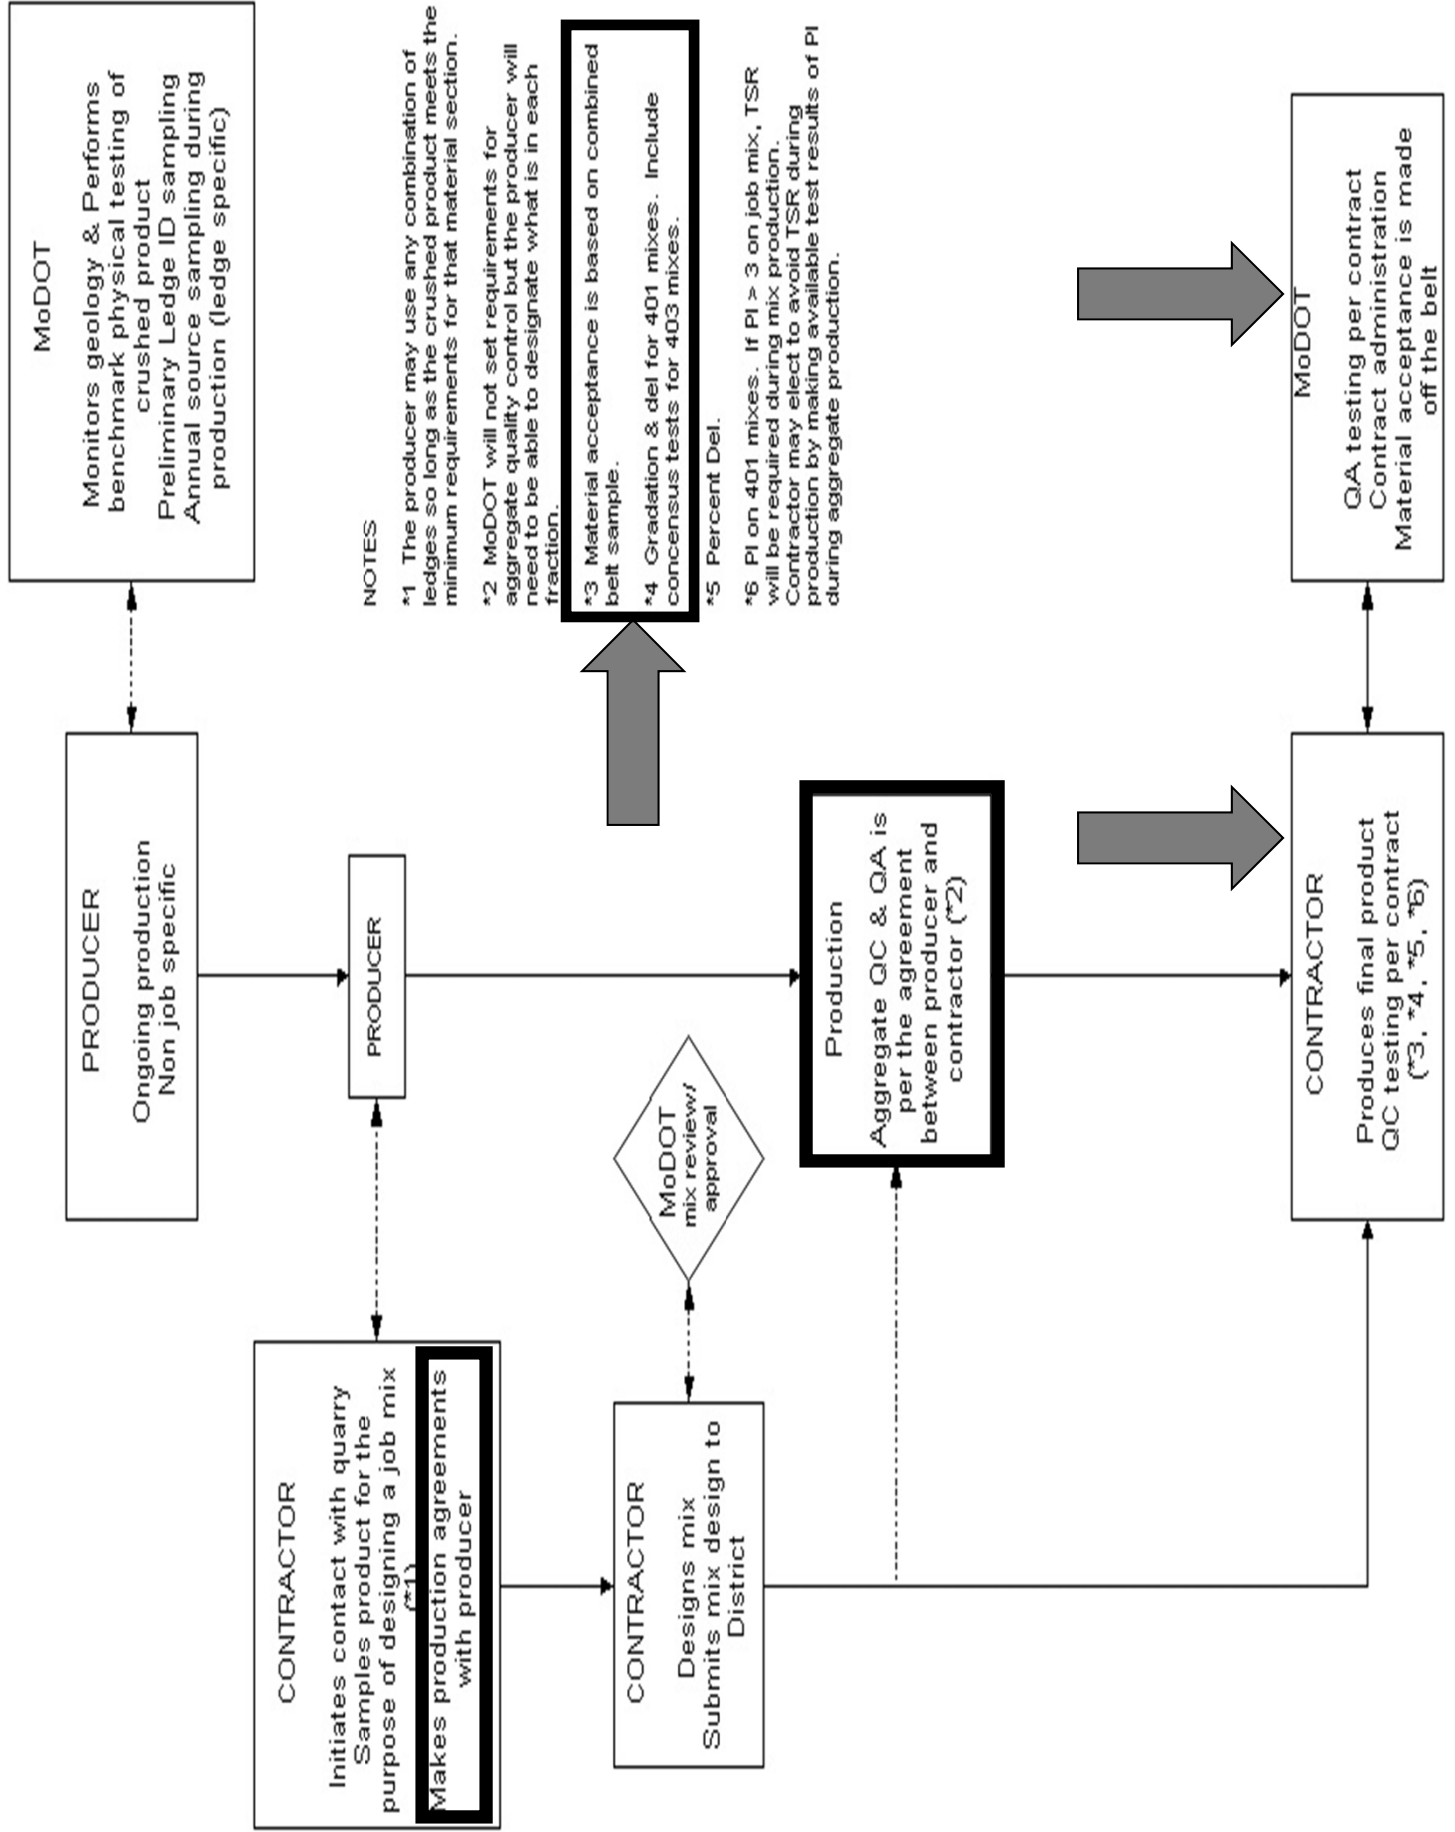 CONTRACTOR
Initiates contact with quarry
Samples product for the
purpose of designing a job mix
(*1)
Makes production agreements
with producer
PRODUCER
Ongoing production
Non job specific
MoDOT
Monitors geology & Performs
benchmark physical testing of
crushed product
Preliminary Ledge ID sampling
Annual source sampling during
production (ledge specific)
PRODUCER
CONTRACTOR
Designs mix
Submits mix design to
District
MoDOT
mix review/
approval
Production
Aggregate QC & QA is
per the agreement
between producer and
contractor (*2)
NOTES
*1 The producer may use any combination of
ledges so long as the crushed product meets the
minimum requirements for that material section.
*2 MoDOT will not set requirements for
aggregate quality control but the producer will
need to be able to designate what is in each
fraction.
*3 Material acceptance is based on combined
belt sample.
*4 Gradation & del for 401 mixes. Include
concensus tests for 403 mixes.
*5 Percent Del.
*6 PI on 401 mixes. If PI > 3 on job mix, TSR
will be required during mix production.
Contractor may elect to avoid TSR during
production by making available test results of PI
during aggregate production.
CONTRACTOR
Produces final product
QC testing per contract
(*3, *4, *5, *6)
MoDOT
QA testing per contract
Contract administration
Material acceptance is made
off the belt